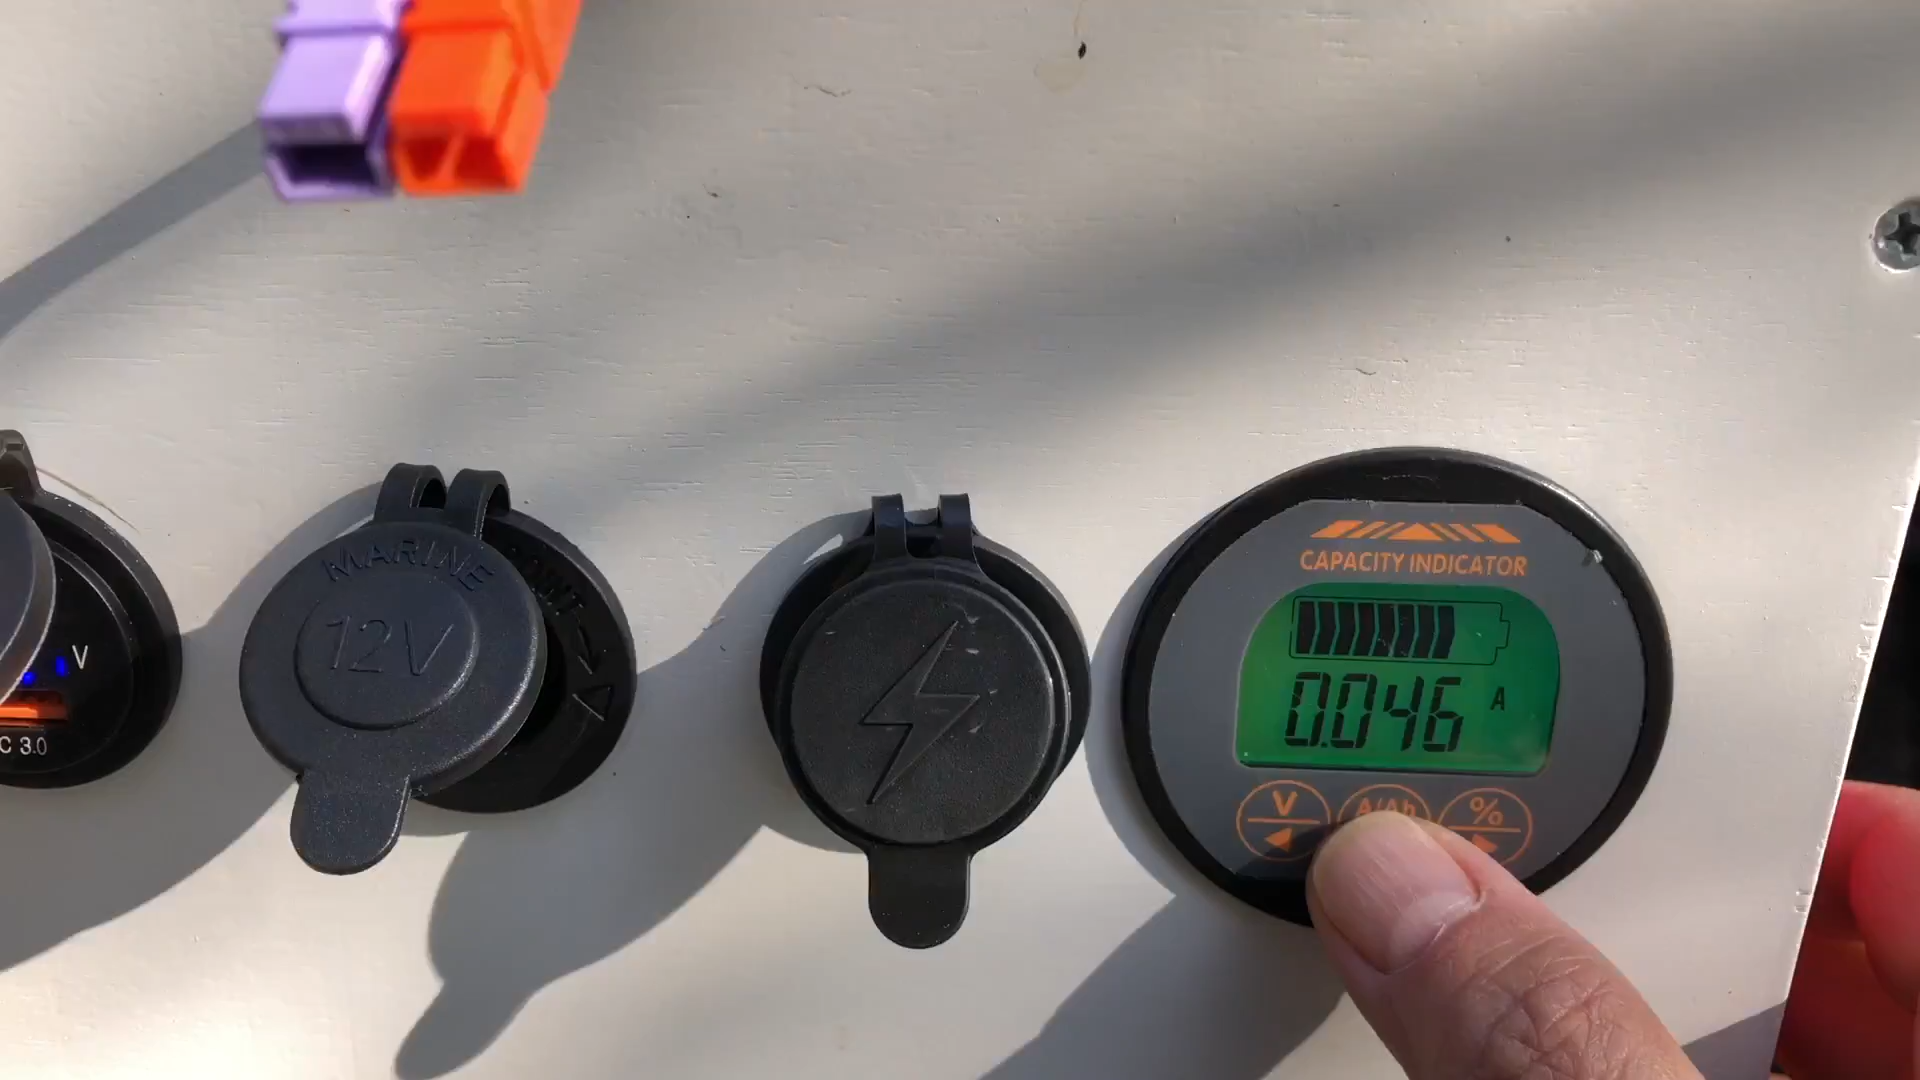 CAPACITY INDICATOR
0.046 A
V
A/Ah
%
MARINE
12V
V
C 3.0